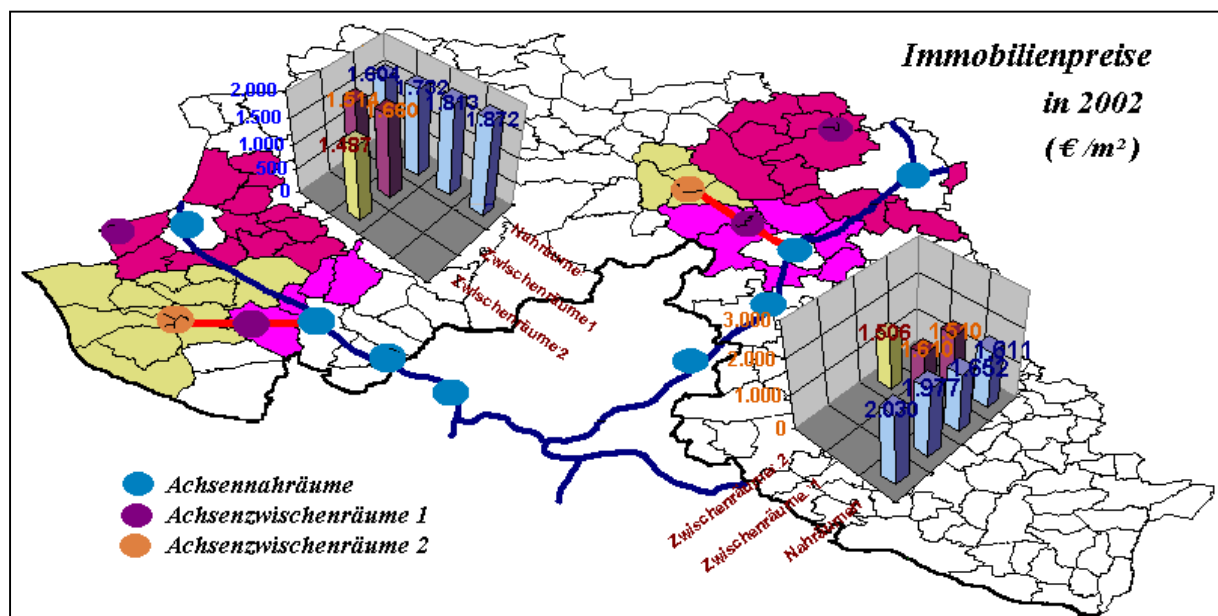 Immobilienpreise
in 2002
( € /m² )
2.000
1.500
1.000
500
0
1.604
1.732
1.813
1.872
1.614
1.660
1.487
Nahräume
Zwischenräume 1
Zwischenräume 2
3.000
2.000
1.000
0
1.506
1.510
1.610
1.611
1.652
1.977
2.030
Zwischenräume 2
Zwischenräume 1
Nahräumen
Achsennahräume
Achsenzwischenräume 1
Achsenzwischenräume 2